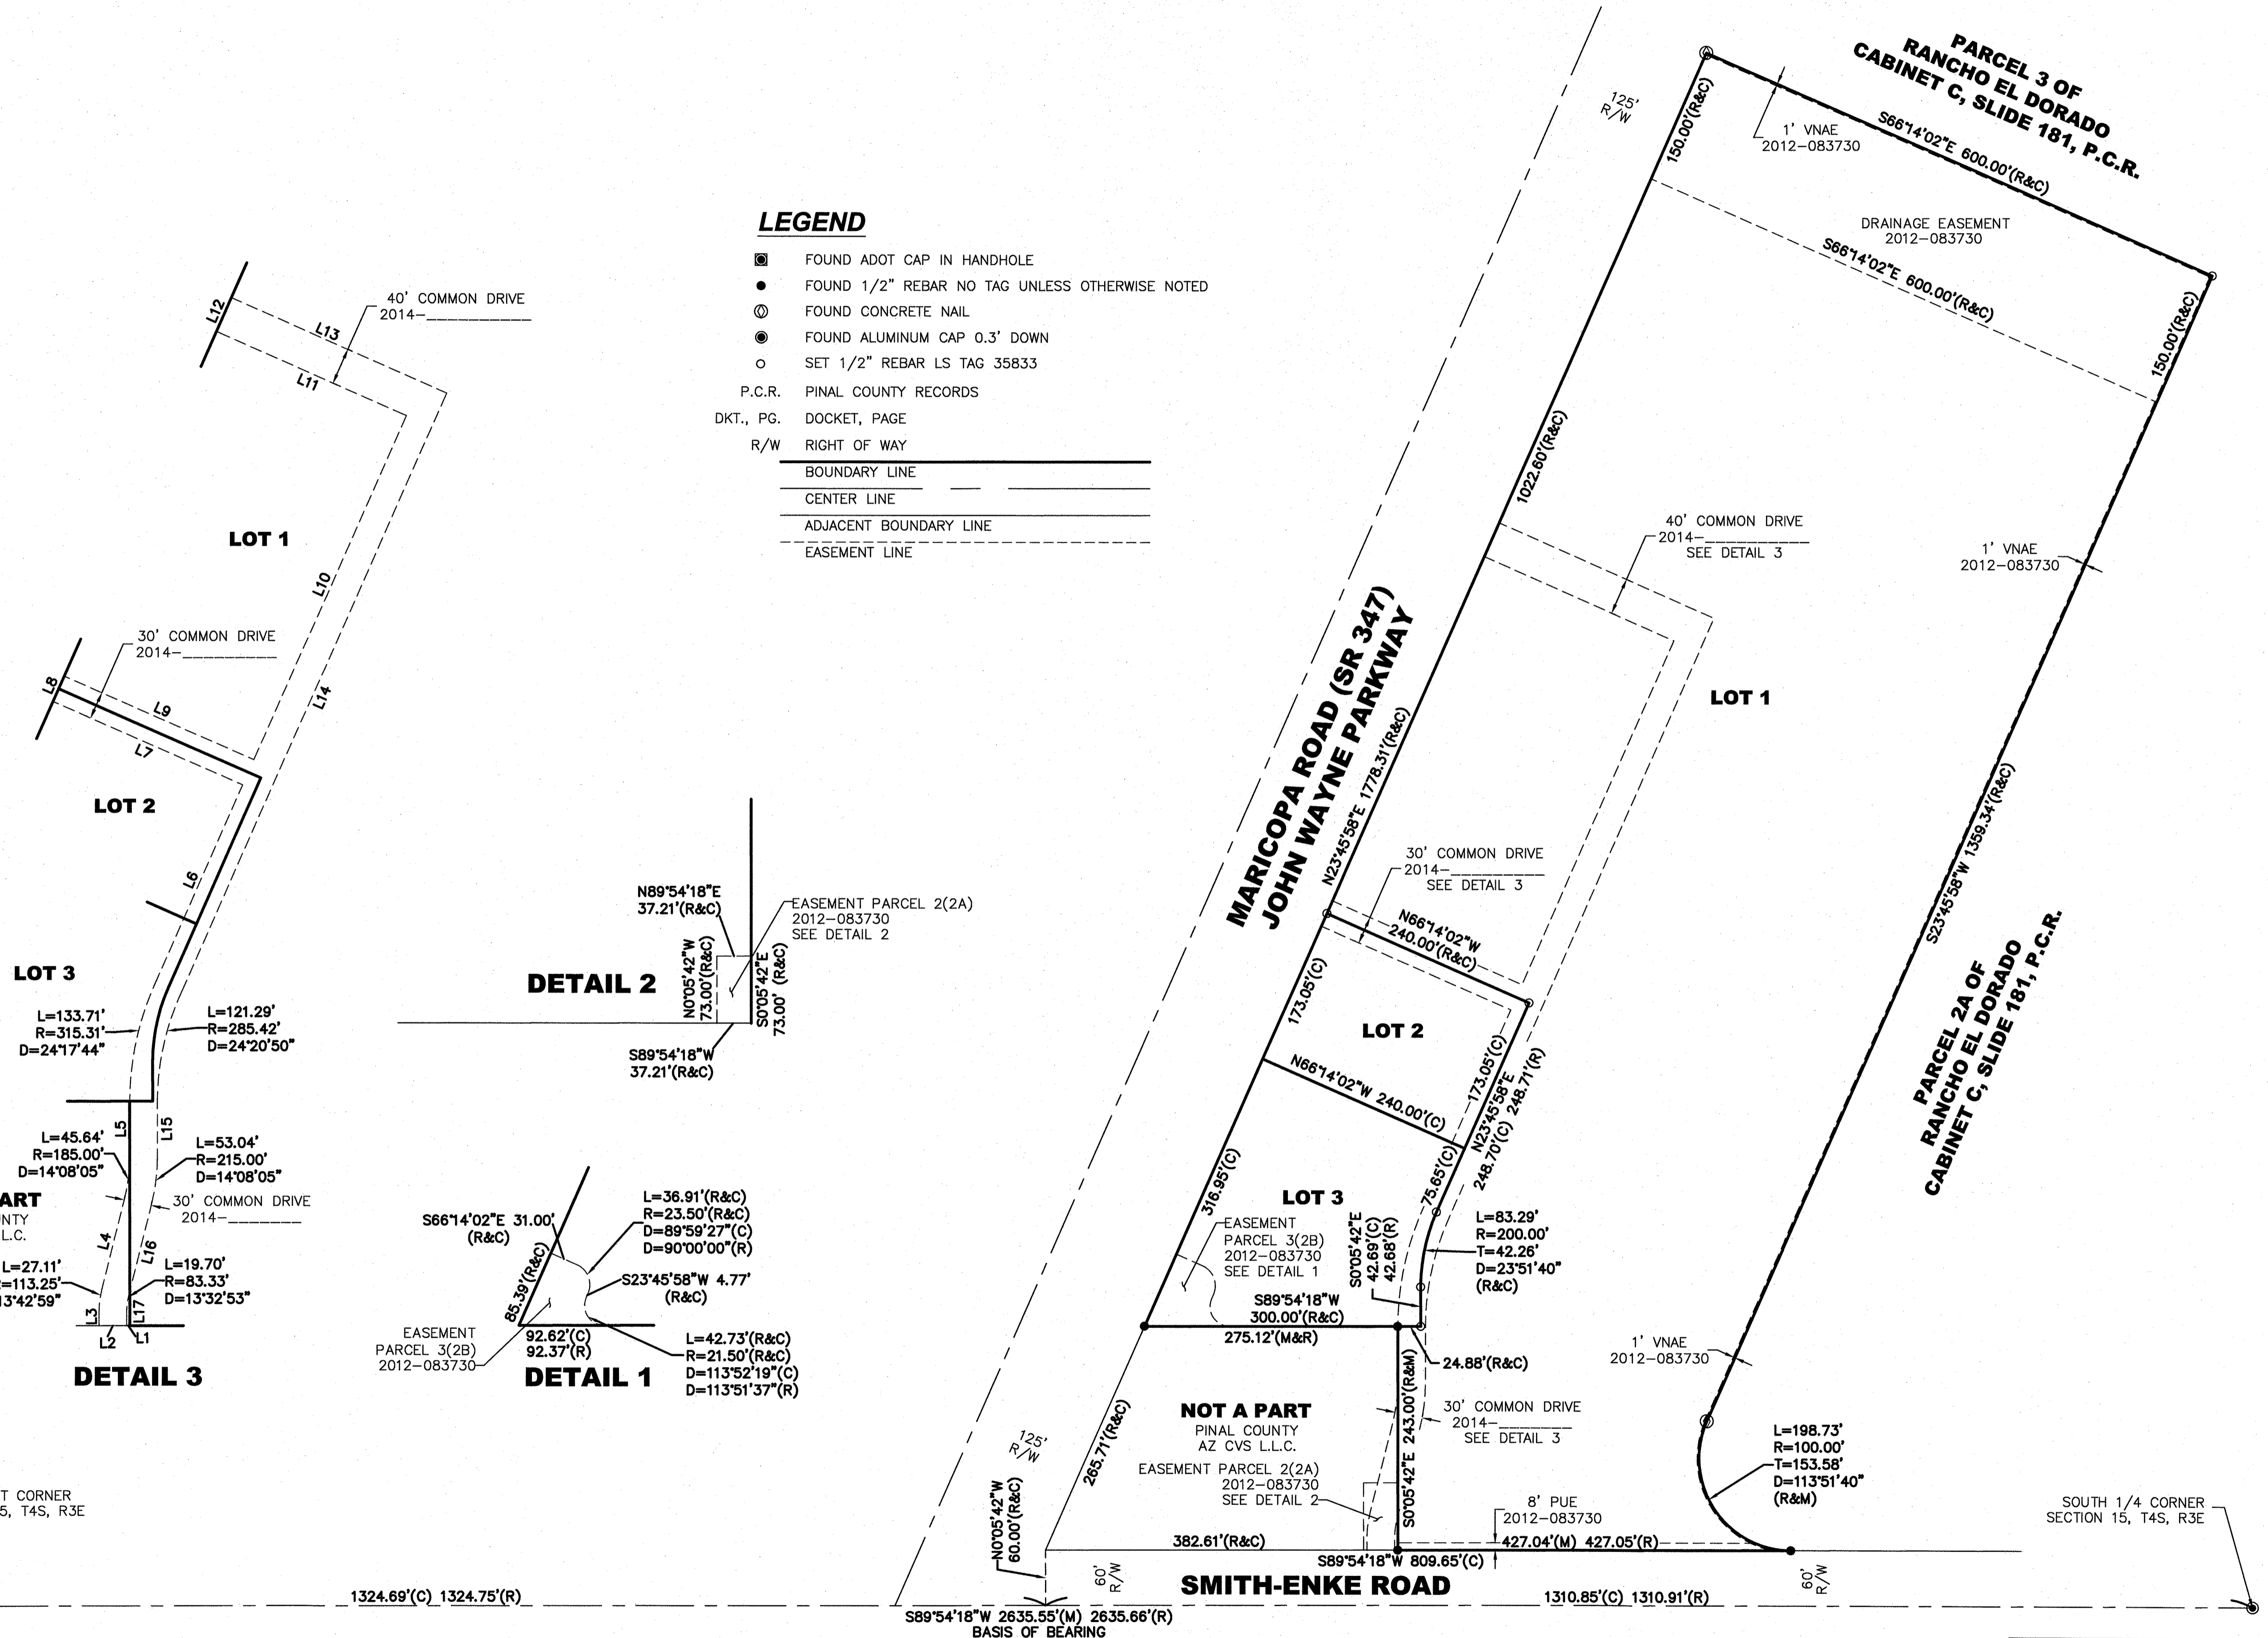 LEGEND
FOUND ADOT CAP IN HANDHOLE
FOUND 1/2" REBAR NO TAG UNLESS OTHERWISE NOTED
FOUND CONCRETE NAIL
FOUND ALUMINUM CAP 0.3' DOWN
SET 1/2" REBAR LS TAG 35833
P.C.R. PINAL COUNTY RECORDS
DKT., PG. DOCKET, PAGE
R/W RIGHT OF WAY
BOUNDARY LINE
CENTER LINE
ADJACENT BOUNDARY LINE
EASEMENT LINE
L12
L13
40' COMMON DRIVE
2014-__________
L11
LOT 1
L10
30' COMMON DRIVE
2014-_________
L14
L8
L9
L7
LOT 2
L6
LOT 3
L=133.71'
R=315.31'
D=24°17'44"
L=121.29'
R=285.42'
D=24°20'50"
L5
L15
L=45.64'
R=185.00'
D=14°08'05"
L=53.04'
R=215.00'
D=14°08'05"
ART
NTY
L.C.
30' COMMON DRIVE
2014-_______
L4
L16
L=27.11'
R=113.25'
13°42'59"
L=19.70'
R=83.33'
D=13°32'53"
L3
L17
L2
L1
DETAIL 3
T CORNER
5, T4S, R3E
N89°54'18"E
37.21'(R&C)
EASEMENT PARCEL 2(2A)
2012-083730
SEE DETAIL 2
N0°05'42"W
73.00'(R&C)
S0°05'42"E
73.00' (R&C)
DETAIL 2
S89°54'18"W
37.21'(R&C)
S66°14'02"E 31.00'
(R&C)
L=36.91'(R&C)
R=23.50'(R&C)
D=89°59'27"(C)
D=90°00'00"(R)
S23°45'58"W 4.77'
(R&C)
85.39'(R&C)
EASEMENT
PARCEL 3(2B)
2012-083730
92.62'(C)
92.37'(R)
L=42.73'(R&C)
R=21.50'(R&C)
D=113°52'19"(C)
D=113°51'37"(R)
DETAIL 1
125'
R/W
150.00'(R&C)
PARCEL 3 OF
RANCHO EL DORADO
CABINET C, SLIDE 181, P.C.R.
1' VNAE
2012-083730
S66°14'02"E 600.00'(R&C)
DRAINAGE EASEMENT
2012-083730
S66°14'02"E 600.00'(R&C)
150.00'(R&C)
1022.60'(R&C)
40' COMMON DRIVE
2014-__________
SEE DETAIL 3
1' VNAE
2012-083730
MARICOPA ROAD (SR 347)
JOHN WAYNE PARKWAY
N23°45'58"E 1778.31'(R&C)
LOT 1
S23°45'58"W 1359.34'(R&C)
30' COMMON DRIVE
2014-_________
SEE DETAIL 3
N66°14'02"W
240.00'(R&C)
173.05'(C)
LOT 2
173.05'(C)
N23°45'58"E
248.70'(C) 248.71'(R)
N66°14'02"W 240.00'(C)
PARCEL 2A OF
RANCHO EL DORADO
CABINET C, SLIDE 181, P.C.R.
316.95'(C)
75.65'(C)
LOT 3
EASEMENT
PARCEL 3(2B)
2012-083730
SEE DETAIL 1
S0°05'42"E
42.69'(C)
42.68'(R)
L=83.29'
R=200.00'
T=42.26'
D=23°51'40"
(R&C)
S89°54'18"W
300.00'(R&C)
275.12'(M&R)
24.88'(R&C)
1' VNAE
2012-083730
NOT A PART
PINAL COUNTY
AZ CVS L.L.C.
EASEMENT PARCEL 2(2A)
2012-083730
SEE DETAIL 2
S0°05'42"E 243.00'(R&M)
30' COMMON DRIVE
2014-_______
SEE DETAIL 3
L=198.73'
R=100.00'
T=153.58'
D=113°51'40"
(R&M)
265.71'(R&C)
125'
R/W
8' PUE
2012-083730
SOUTH 1/4 CORNER
SECTION 15, T4S, R3E
N0°05'42"W
60.00'(R&C)
382.61'(R&C)
427.04'(M) 427.05'(R)
S89°54'18"W 809.65'(C)
60'
R/W
SMITH-ENKE ROAD
60'
R/W
1324.69'(C) 1324.75'(R)
1310.85'(C) 1310.91'(R)
S89°54'18"W 2635.55'(M) 2635.66'(R)
BASIS OF BEARING